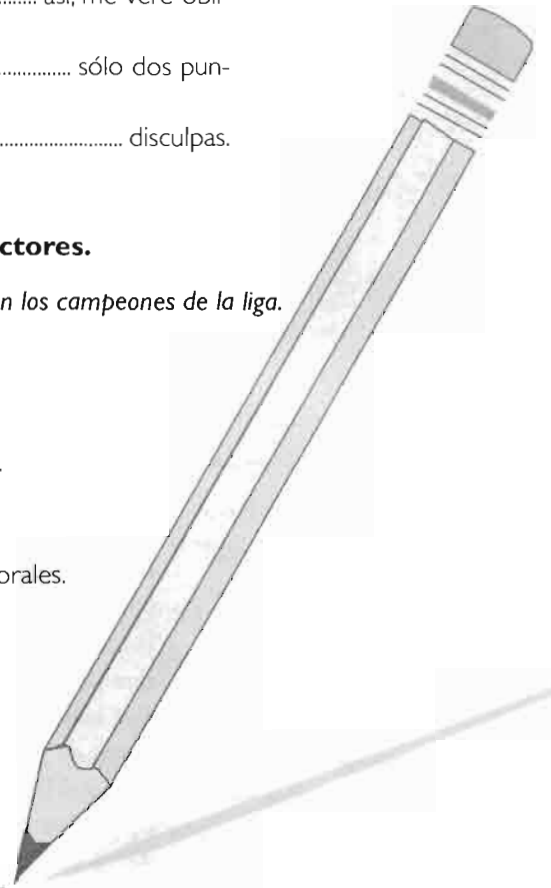 ............ así, me veré obli-
............... sólo dos pun-
.......................... disculpas.
ctores.
n los campeones de la liga.
.
orales.